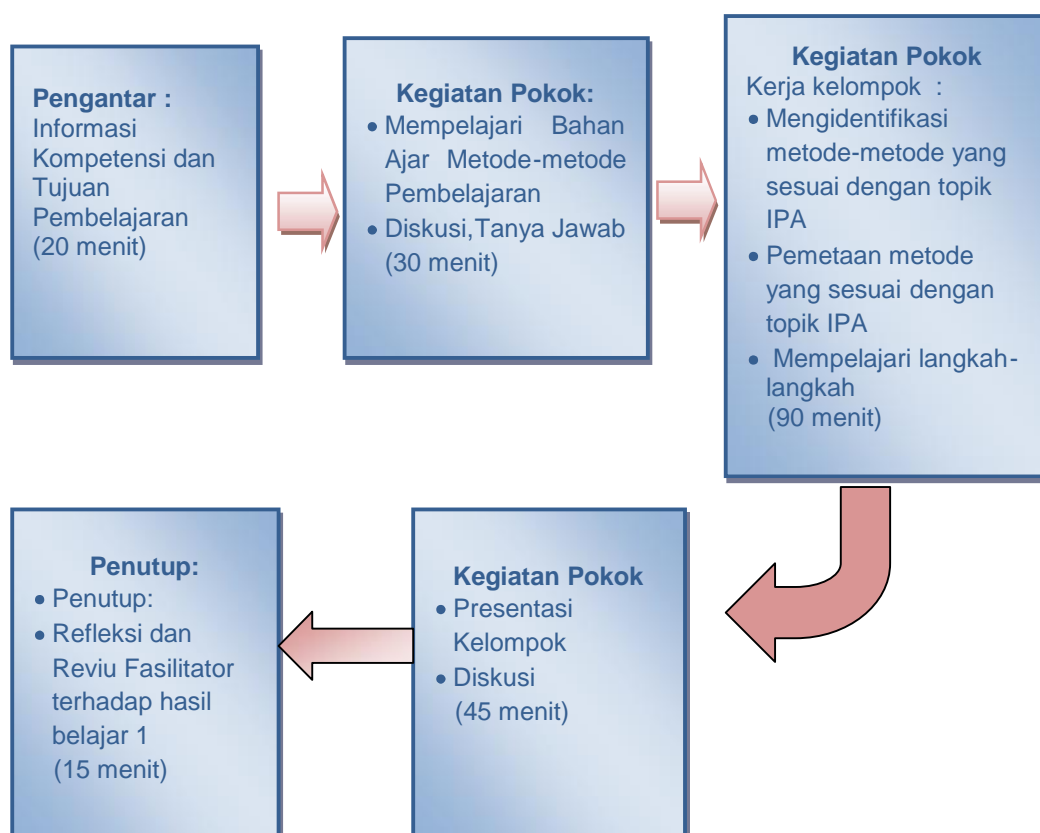 Pengantar :
Informasi
Kompetensi dan
Tujuan
Pembelajaran
(20 menit)
Kegiatan Pokok:
• Mempelajari Bahan
Ajar Metode-metode
Pembelajaran
• Diskusi,Tanya Jawab
(30 menit)
Kegiatan Pokok
Kerja kelompok :
• Mengidentifikasi
metode-metode yang
sesuai dengan topik
IPA
• Pemetaan metode
yang sesuai dengan
topik IPA
• Mempelajari langkah-
langkah
(90 menit)
Kegiatan Pokok
• Presentasi
Kelompok
• Diskusi
(45 menit)
Penutup:
• Penutup:
• Refleksi dan
Reviu Fasilitator
terhadap hasil
belajar 1
(15 menit)